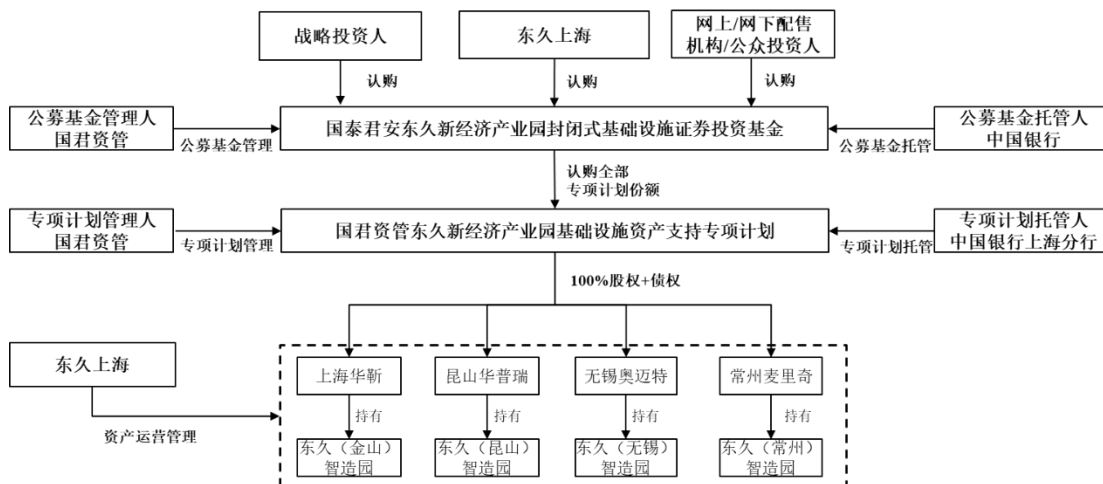 战略投资人
东久上海
网上/网下配售
机构/公众投资人
认购
认购
认购
公募基金管理人
国君资管
公募基金管理
国泰君安东久新经济产业园封闭式基础设施证券投资基金
公募基金托管
公募基金托管人
中国银行
认购全部
专项计划份额
专项计划管理人
国君资管
专项计划管理
国君资管东久新经济产业园基础设施资产支持专项计划
专项计划托管
专项计划托管人
中国银行上海分行
100%股权+债权
东久上海
资产运营管理
上海华靳
昆山华普瑞
无锡奥迈特
常州麦里奇
持有
持有
持有
持有
东久（金山）
智造园
东久（昆山）
智造园
东久（无锡）
智造园
东久（常州）
智造园